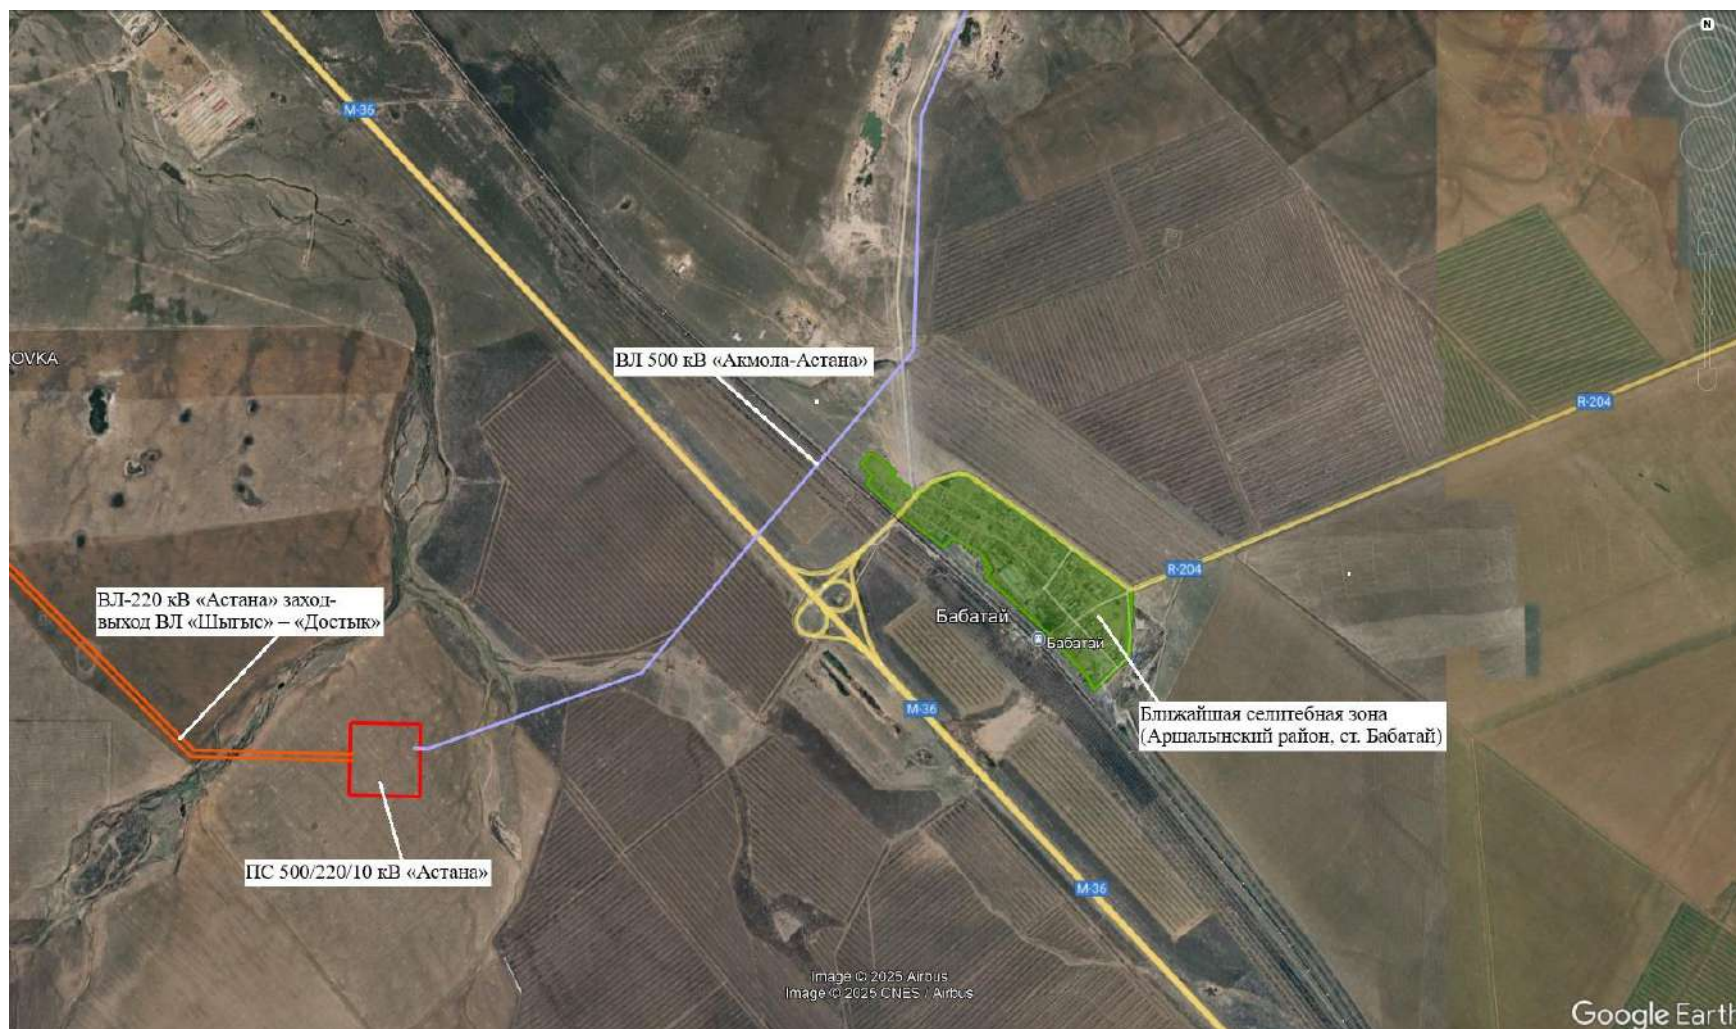 N
M-36
OVKA
ВЛ 500 кВ «Акмола-Астана»
R-204
R-204
ВЛ-220 кВ «Астана» заход-
выход ВЛ «Шыгыс» – «Достык»
Бабатай
Бабатай
M-36
Ближайшая селитебная зона
(Аршалынский район, ст. Бабатай)
ПС 500/220/10 кВ «Астана»
M-36
Image © 2025 Airbus
Image © 2025 CNES / Airbus
Google Earth